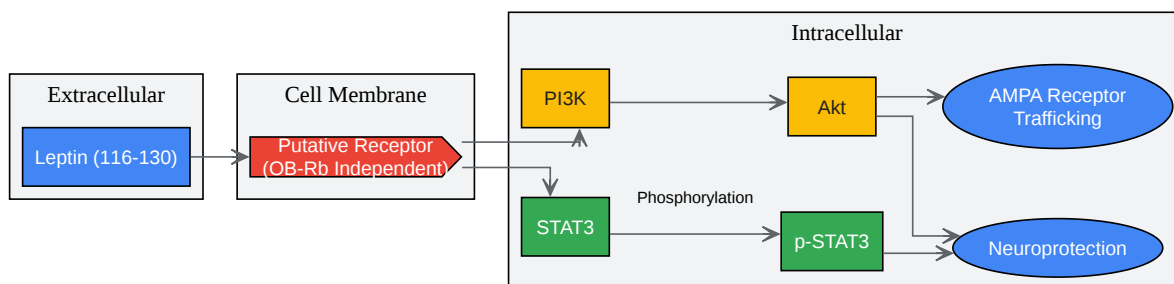 Extracellular
Leptin (116-130)
Cell Membrane
Putative Receptor
(OB-Rb Independent)
Intracellular
PI3K
Akt
AMPA Receptor
Trafficking
STAT3
Phosphorylation
p-STAT3
Neuroprotection